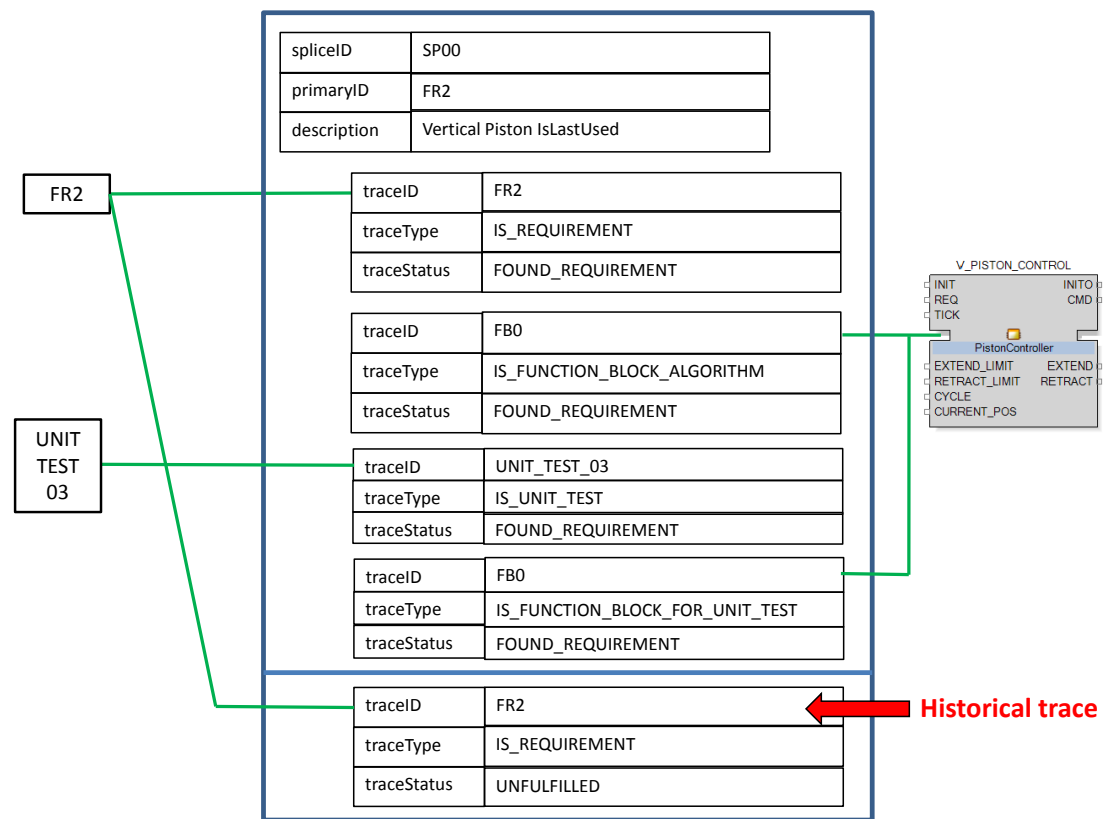 spliceID SP00
primaryID FR2
description Vertical Piston IsLastUsed
FR2
traceID FR2
traceType IS_REQUIREMENT
traceStatus FOUND_REQUIREMENT
V_PISTON_CONTROL
INIT INITO
REQ CMD
TICK
PistonController
EXTEND_LIMIT EXTEND
RETRACT_LIMIT RETRACT
CYCLE
CURRENT_POS
traceID FB0
traceType IS_FUNCTION_BLOCK_ALGORITHM
traceStatus FOUND_REQUIREMENT
UNIT
TEST
03
traceID UNIT_TEST_03
traceType IS_UNIT_TEST
traceStatus FOUND_REQUIREMENT
traceID FB0
traceType IS_FUNCTION_BLOCK_FOR_UNIT_TEST
traceStatus FOUND_REQUIREMENT
traceID FR2
Historical trace
traceType IS_REQUIREMENT
traceStatus UNFULFILLED